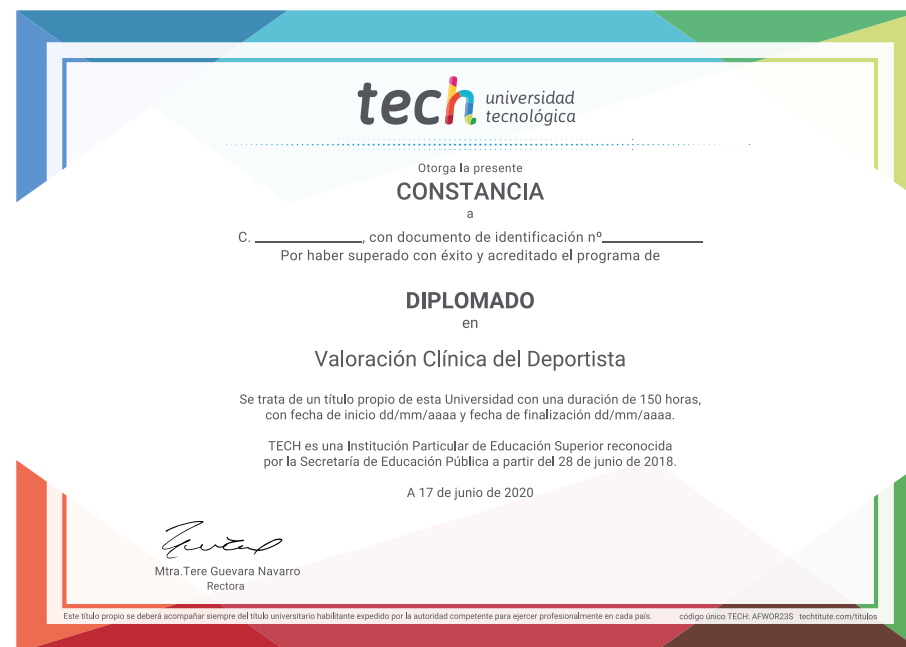 tech universidad
tecnológica
Otorga la presente
CONSTANCIA
a
C. ____________, con documento de identificación nº____________
Por haber superado con éxito y acreditado el programa de
DIPLOMADO
en
Valoración Clínica del Deportista
Se trata de un título propio de esta Universidad con una duración de 150 horas,
con fecha de inicio dd/mm/aaaa y fecha de finalización dd/mm/aaaa.
TECH es una Institución Particular de Educación Superior reconocida
por la Secretaría de Educación Pública a partir del 28 de junio de 2018.
A 17 de junio de 2020
Mtra.Tere Guevara Navarro
Rectora
Este título propio se deberá acompañar siempre del título universitario habilitante expedido por la autoridad competente para ejercer profesionalmente en cada país. código único TECH: AFWOR23S techtitute.com/titulos